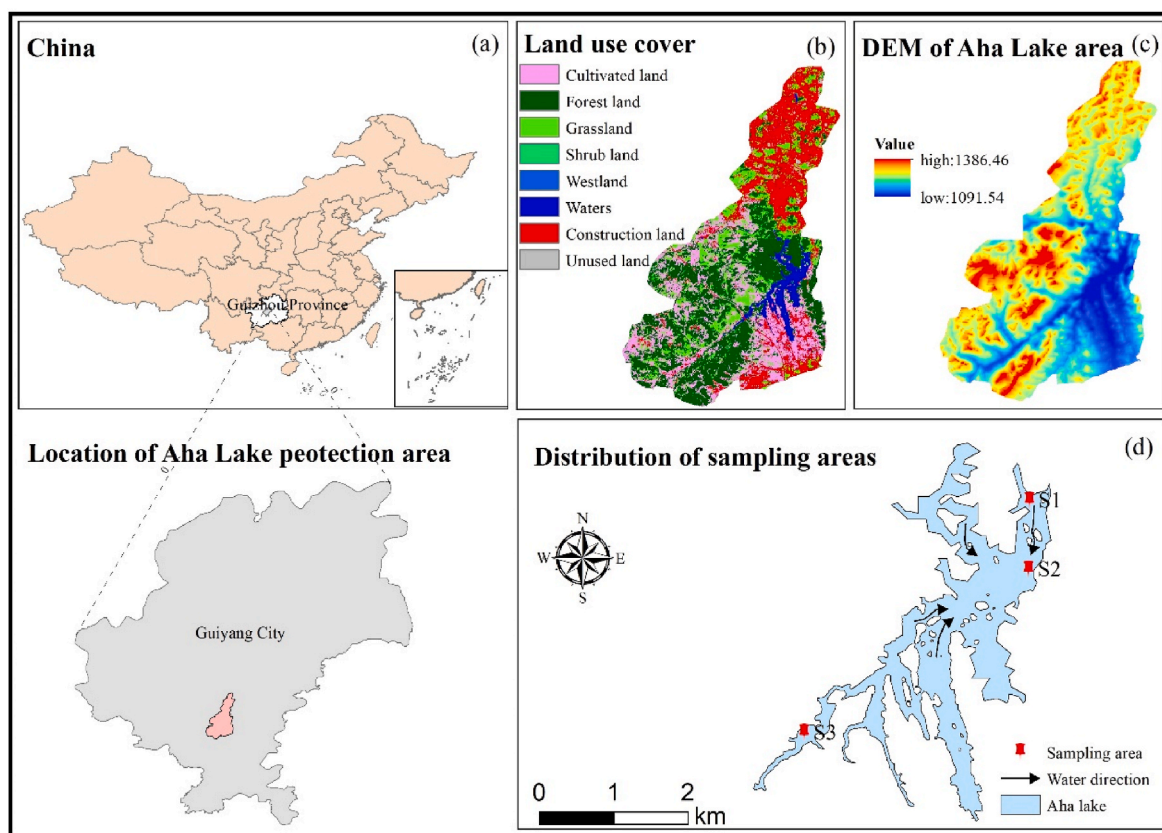 China
(a)
Guizhou Province
Land use cover
(b)
Cultivated land
Forest land
Grassland
Shrub land
Westland
Waters
Construction land
Unused land
DEM of Aha Lake area
(c)
Value
high:1386.46
low:1091.54
Location of Aha Lake peotection area
Guiyang City
Distribution of sampling areas
(d)
N
W
E
S
S1
S2
S3
Sampling area
Water direction
Aha lake
0
1
2
km